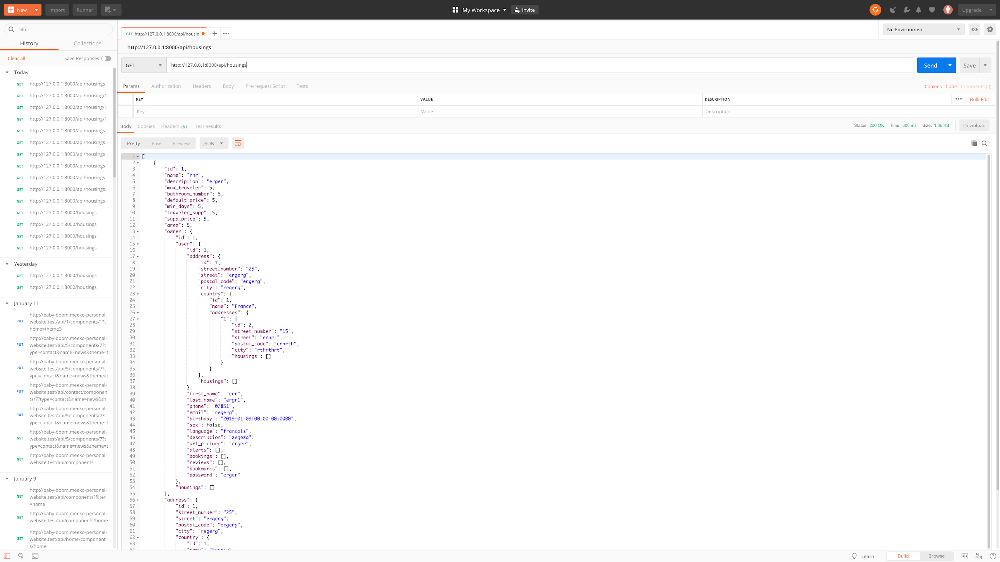 New
Import
Runner
My Workspace
Invite
Upgrade
Filter
History
Collections
Clear all
Save Responses
Today
GET http://127.0.0.1:8000/api/housings
GET http://127.0.0.1:8000/api/housing/1
GET http://127.0.0.1:8000/api/housing/1
GET http://127.0.0.1:8000/api/housing/1
GET http://127.0.0.1:8000/api/housings
GET http://127.0.0.1:8000/api/housings
GET http://127.0.0.1:8000/api/housings
GET http://127.0.0.1:8000/api/housings
GET http://127.0.0.1:8000/api/housings
GET http://127.0.0.1:8000/api/housings
GET http://127.0.0.1:8000/api/housings
GET http://127.0.0.1:8000/housings
GET http://127.0.0.1:8000/housings
GET http://127.0.0.1:8000/housings
GET http://127.0.0.1:8000/housings
Yesterday
GET http://127.0.0.1:8000/housings
GET http://127.0.0.1:8000/housings
January 11
http://baby-boom.meeko-personal-
PUT website.test/api/1/components/1?t
heme=theme3
http://baby-boom.meeko-personal-
PUT website.test/api/5/components/7?t
ype=contact&name=news&theme=t
http://baby-boom.meeko-personal-
PUT website.test/api/5/components/7?t
ype=contact&name=news&theme=t
http://baby-boom.meeko-personal-
PUT website.test/api/contact/componen
ts/7?type=contact&name=news&th
http://baby-boom.meeko-personal-
PUT website.test/api/5/components/7?t
ype=contact&name=news&theme=t
http://baby-boom.meeko-personal-
GET website.test/api/5/components/7?t
ype=contact&name=news&theme=t
http://baby-boom.meeko-personal-
GET website.test/api/components
January 9
http://baby-boom.meeko-personal-
GET website.test/api/components?filter
=home
http://baby-boom.meeko-personal-
GET website.test/api/components/home
http://baby-boom.meeko-personal-
GET website.test/api/home/component
s/home
GET http://127.0.0.1:8000/api/housin
No Environment
http://127.0.0.1:8000/api/housings
GET http://127.0.0.1:8000/api/housings
Send
Save
Params Authorization Headers Body Pre-request Script Tests
Cookies Code Comments (0)
KEY VALUE DESCRIPTION
Bulk Edit
Key Value Description
Body Cookies Headers (9) Test Results
Status: 200 OK Time: 606 ms Size: 1.36 KB
Download
Pretty Raw Preview JSON
1 [
2 {
3 "id": 1,
4 "name": "rhr",
5 "description": "erger",
6 "max_traveler": 5,
7 "bathroom_number": 5,
8 "default_price": 5,
9 "min_days": 5,
10 "traveler_supp": 5,
11 "supp_price": 5,
12 "area": 5,
13 "owner": {
14 "id": 1,
15 "user": {
16 "id": 1,
17 "address": {
18 "id": 1,
19 "street_number": "25",
20 "street": "ergerg",
21 "postal_code": "ergerg",
22 "city": "regerg",
23 "country": {
24 "id": 1,
25 "name": "France",
26 "addresses": {
27 "1": {
28 "id": 2,
29 "street_number": "15",
30 "street": "erhrt",
31 "postal_code": "erhrth",
32 "city": "rthrthrt",
33 "housings": []
34 }
35 }
36 },
37 "housings": []
38 },
39 "first_name": "err",
40 "last_name": "ergr1",
41 "phone": "07851",
42 "email": "regerg",
43 "birthday": "2019-01-09T00:00:00+0000",
44 "sex": false,
45 "language": "francais",
46 "description": "zegezg",
47 "url_picture": "erger",
48 "alerts": [],
49 "bookings": [],
50 "reviews": [],
51 "bookmarks": [],
52 "password": "erger"
53 },
54 "housings": []
55 },
56 "address": {
57 "id": 1,
58 "street_number": "25",
59 "street": "ergerg",
60 "postal_code": "ergerg",
61 "city": "regerg",
62 "country": {
63 "id": 1,
64 "name": "France"
Learn
Build
Browse